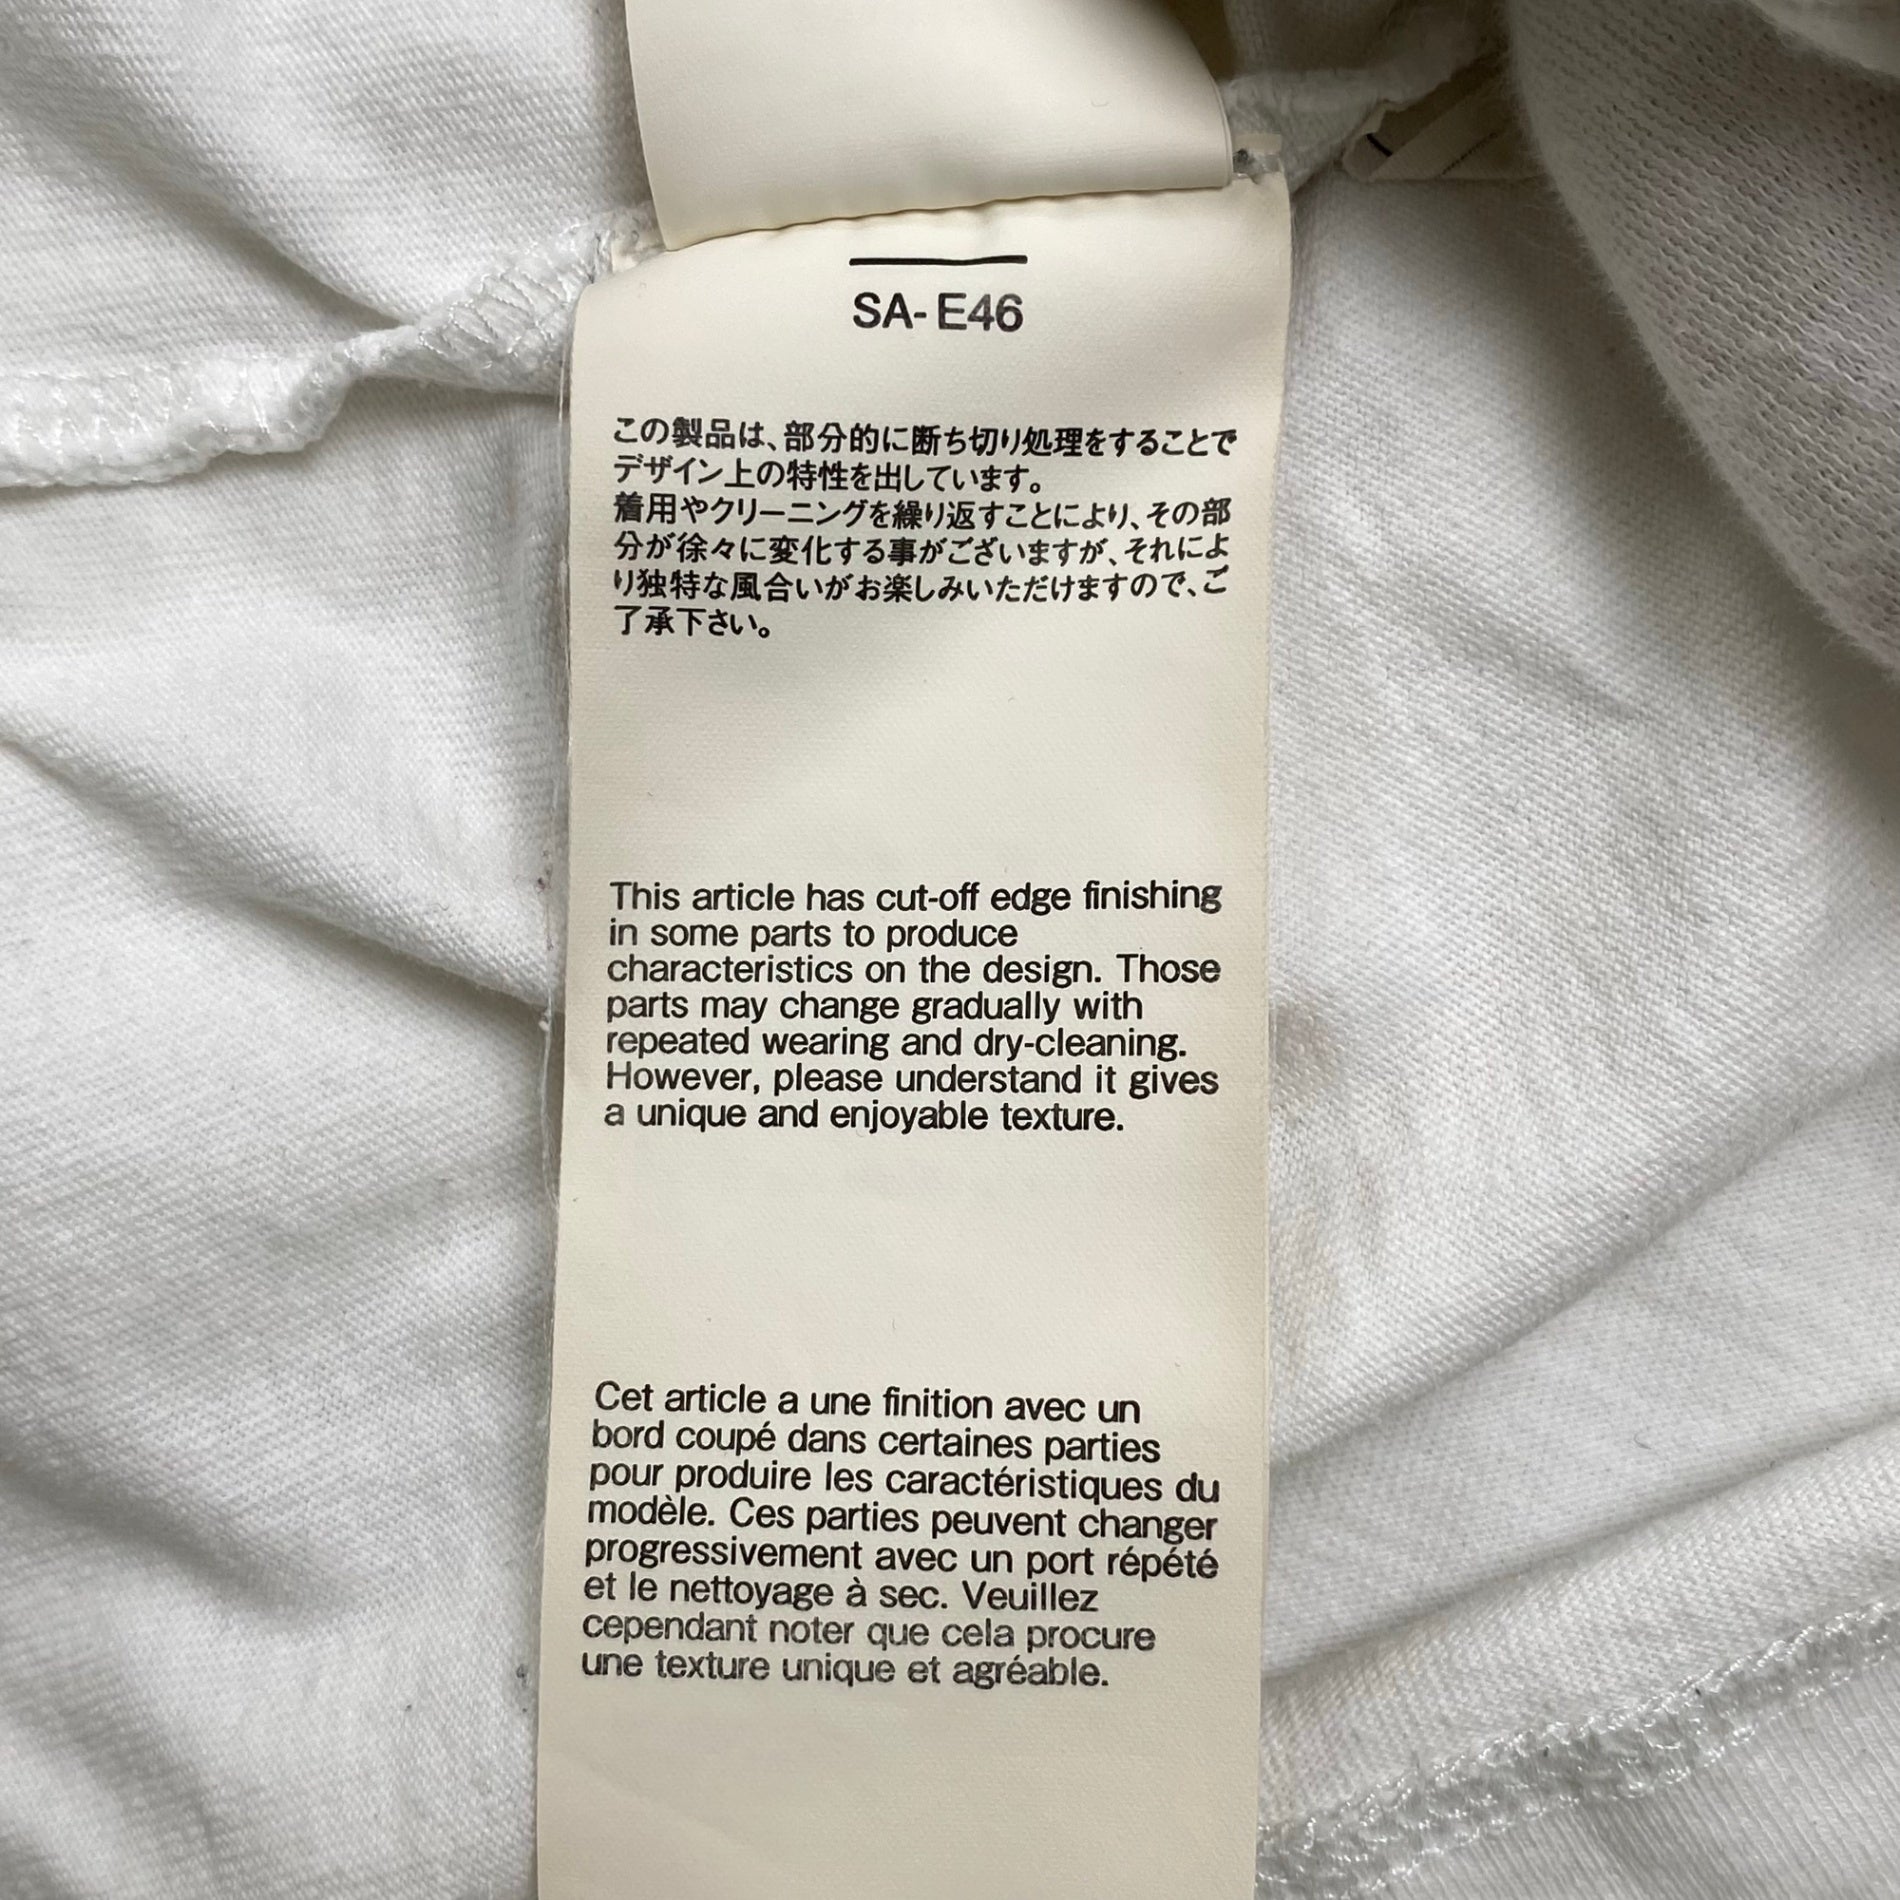 SA- E46
この製品は、部分的に断ち切り処理をすることで
デザイン上の特性を出しています。
着用やクリーニングを繰り返すことにより、その部
分が徐々に変化する事がございますが、それによ
り独特な風合いがお楽しみいただけますので、ご
了承下さい。
This article has cut-off edge finishing
in some parts to produce
characteristics on the design. Those
parts may change gradually with
repeated wearing and dry-cleaning.
However, please understand it gives
a unique and enjoyable texture.
Cet article a une finition avec un
bord coupé dans certaines parties
pour produire les caractéristiques du
modèle. Ces parties peuvent changer
progressivement avec un port répété
et le nettoyage à sec. Veuillez
cependant noter que cela procure
une texture unique et agréable.